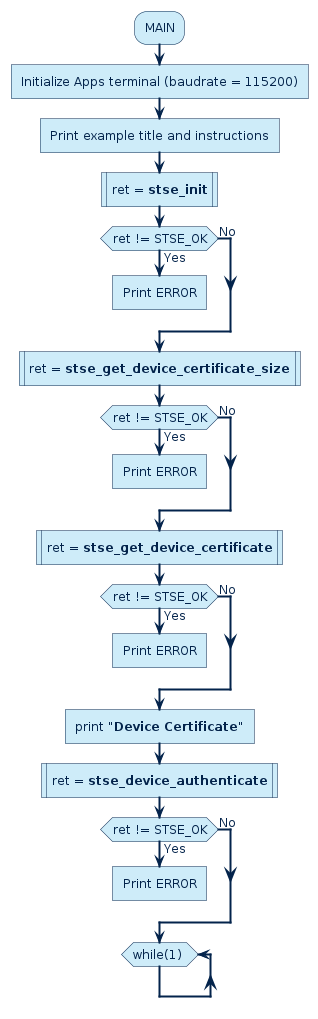 MAIN
Initialize Apps terminal (baudrate = 115200)
Print example title and instructions
ret = stse_init
ret != STSE_OK
No
Yes
Print ERROR
ret = stse_get_device_certificate_size
ret != STSE_OK
No
Yes
Print ERROR
ret = stse_get_device_certificate
ret != STSE_OK
No
Yes
Print ERROR
print "Device Certificate"
ret = stse_device_authenticate
ret != STSE_OK
No
Yes
Print ERROR
while(1)